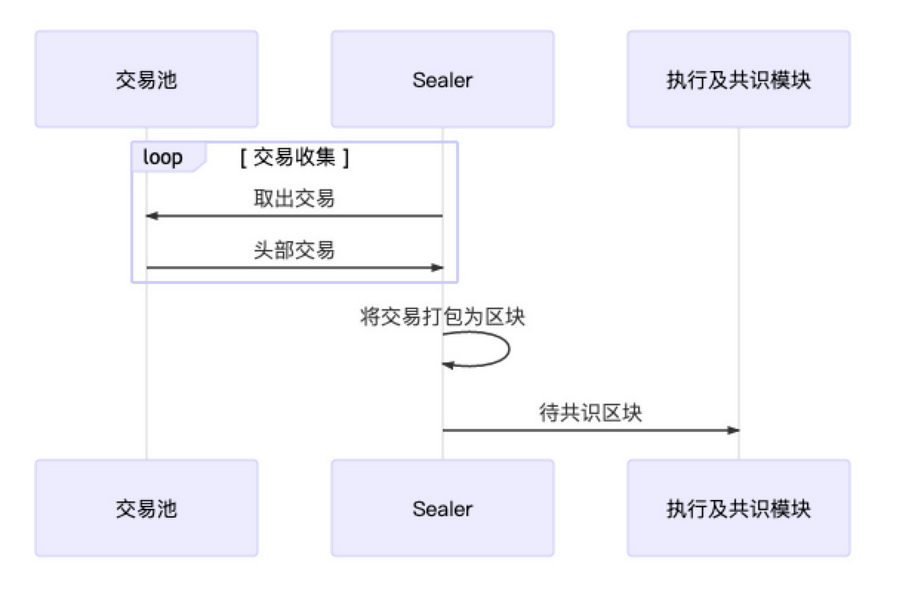 交易池
Sealer
执行及共识模块
loop
[ 交易收集 ]
取出交易
头部交易
将交易打包为区块
待共识区块
交易池
Sealer
执行及共识模块